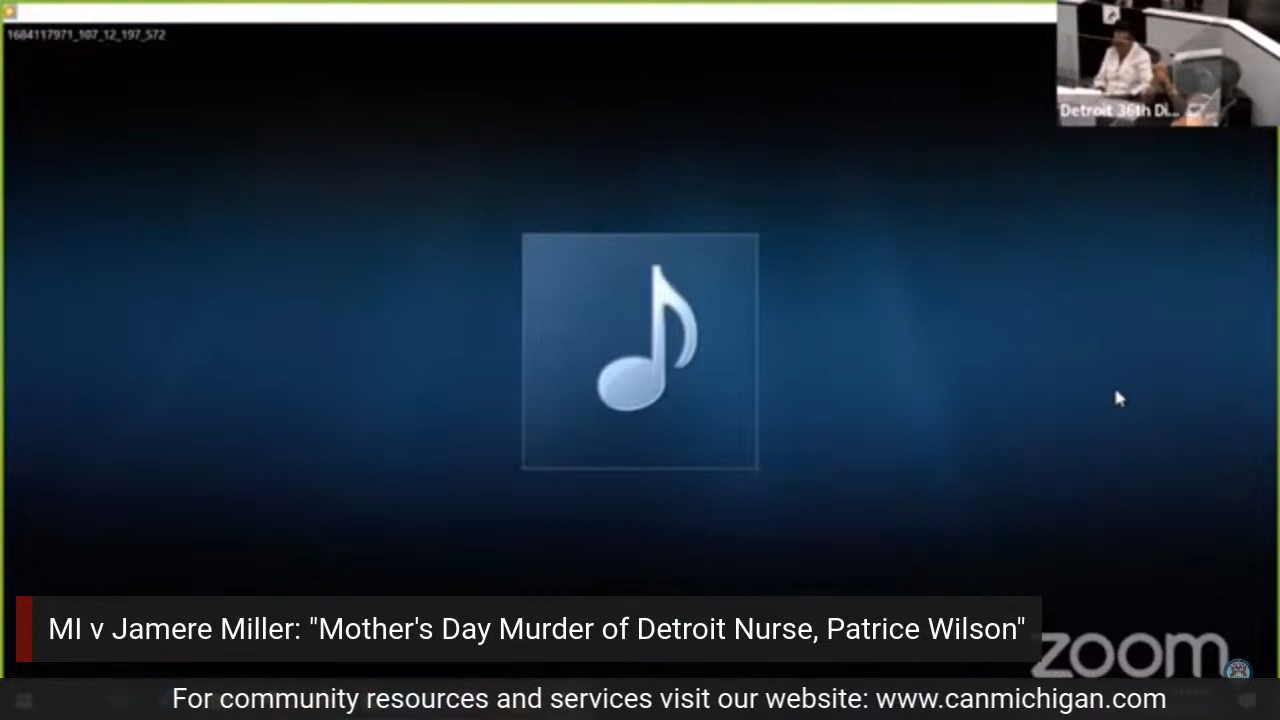 1684117971_107_12_197_572
Detroit 36th Di...
MI v Jamere Miller: "Mother's Day Murder of Detroit Nurse, Patrice Wilson"
zoom
For community resources and services visit our website: www.canmichigan.com